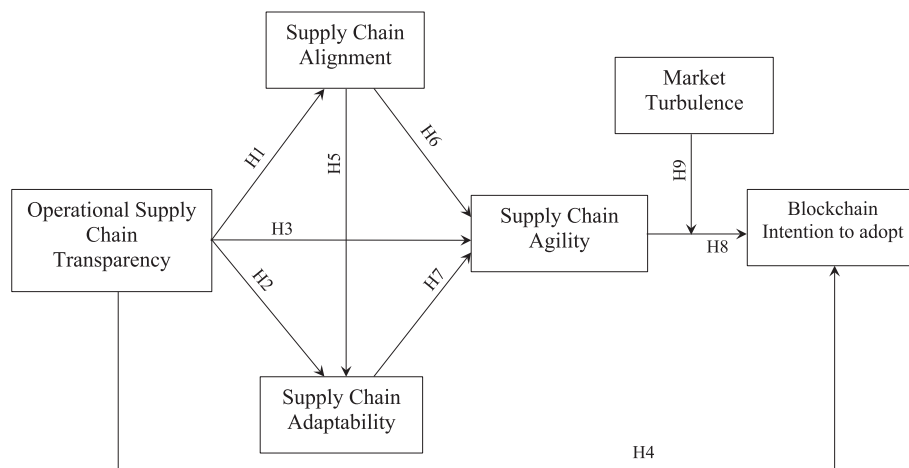 Supply Chain
Alignment
Market
Turbulence
H1
H5
H6
H9
Operational Supply
Chain
Transparency
H3
Supply Chain
Agility
H8
Blockchain
Intention to adopt
H2
H7
Supply Chain
Adaptability
H4